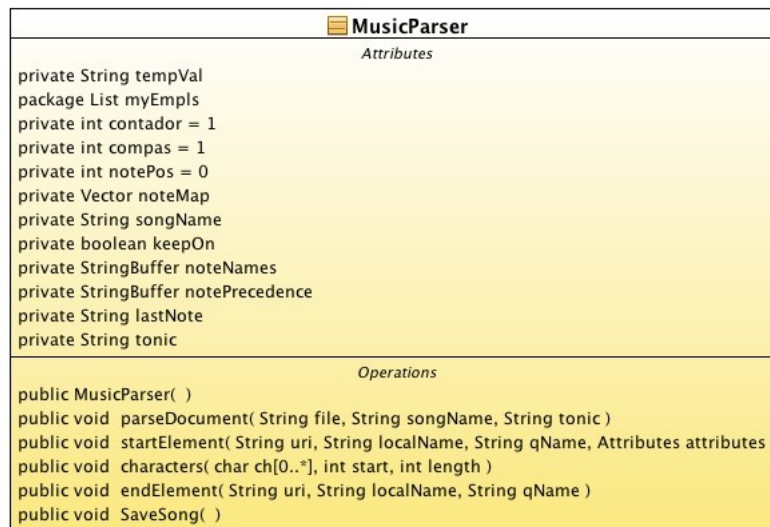 MusicParser
Attributes
private String tempVal
package List myEmpls
private int contador = 1
private int compas = 1
private int notePos = 0
private Vector noteMap
private String songName
private boolean keepOn
private StringBuffer noteNames
private StringBuffer notePrecedence
private String lastNote
private String tonic
Operations
public MusicParser( )
public void  parseDocument( String file, String songName, String tonic )
public void  startElement( String uri, String localName, String qName, Attributes attributes
public void  characters( char ch[0..*], int start, int length )
public void  endElement( String uri, String localName, String qName )
public void  SaveSong( )